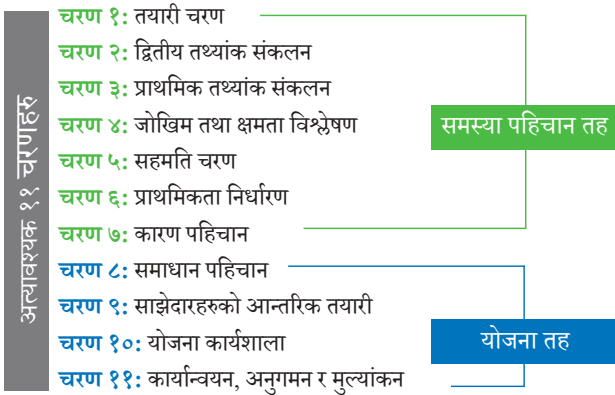 अत्यावश्यक ११ चरणहरु
चरण १: तयारी चरण
चरण २: द्वितीय तथ्यांक संकलन
चरण ३: प्राथमिक तथ्यांक संकलन
चरण ४: जोखिम तथा क्षमता विश्लेषण
चरण ५: सहमति चरण
चरण ६: प्राथमिकता निर्धारण
चरण ७: कारण पहिचान
समस्या पहिचान तह
चरण ८: समाधान पहिचान
चरण ९: साझेदारहरुको आन्तरिक तयारी
चरण १०: योजना कार्यशाला
चरण ११: कार्यान्वयन, अनुगमन र मुल्यांकन
योजना तह